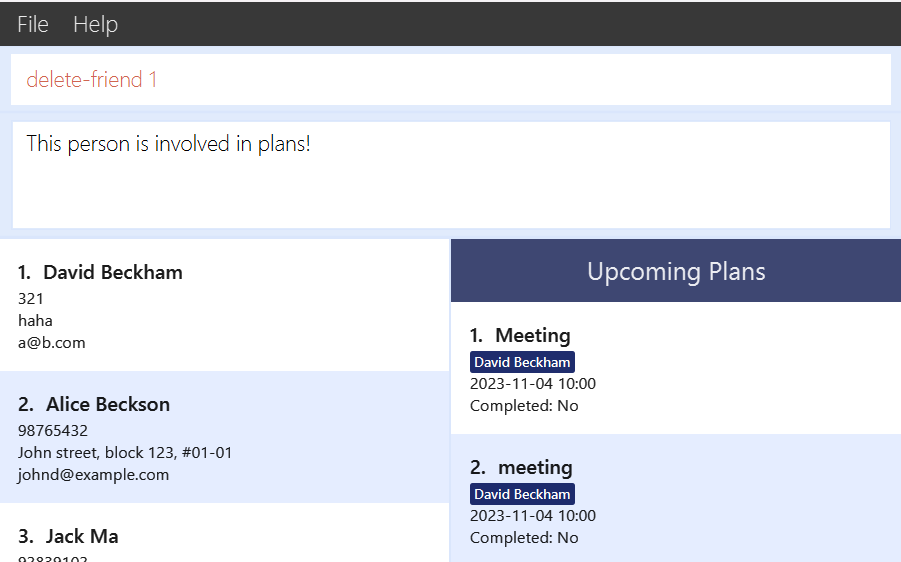 File Help
delete-friend 1
This person is involved in plans!
1. David Beckham
321
haha
a@b.com
2. Alice Beckson
98765432
John street, block 123, #01-01
johnd@example.com
3. Jack Ma
Upcoming Plans
1. Meeting
David Beckham
2023-11-04 10:00
Completed: No
2. meeting
David Beckham
2023-11-04 10:00
Completed: No